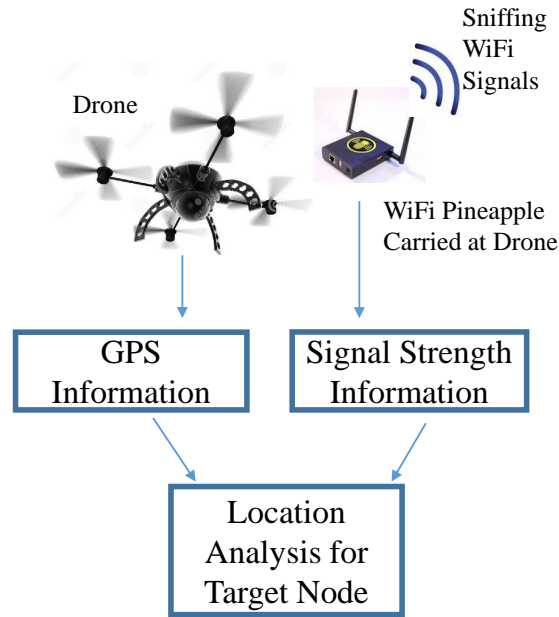 Sniffing
WiFi
Signals
Drone
WiFi Pineapple
Carried at Drone
GPS
Information
Signal Strength
Information
Location
Analysis for
Target Node